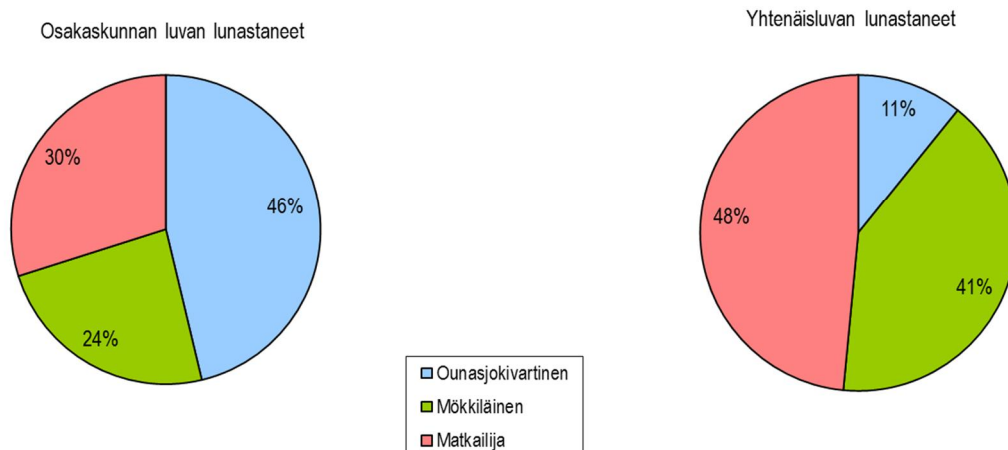 Osakaskunnan luvan lunastaneet
30%
46%
24%
Yhtenäisluvan lunastaneet
11%
48%
41%
Ounasjokivartinen
Mökkiläinen
Matkailija